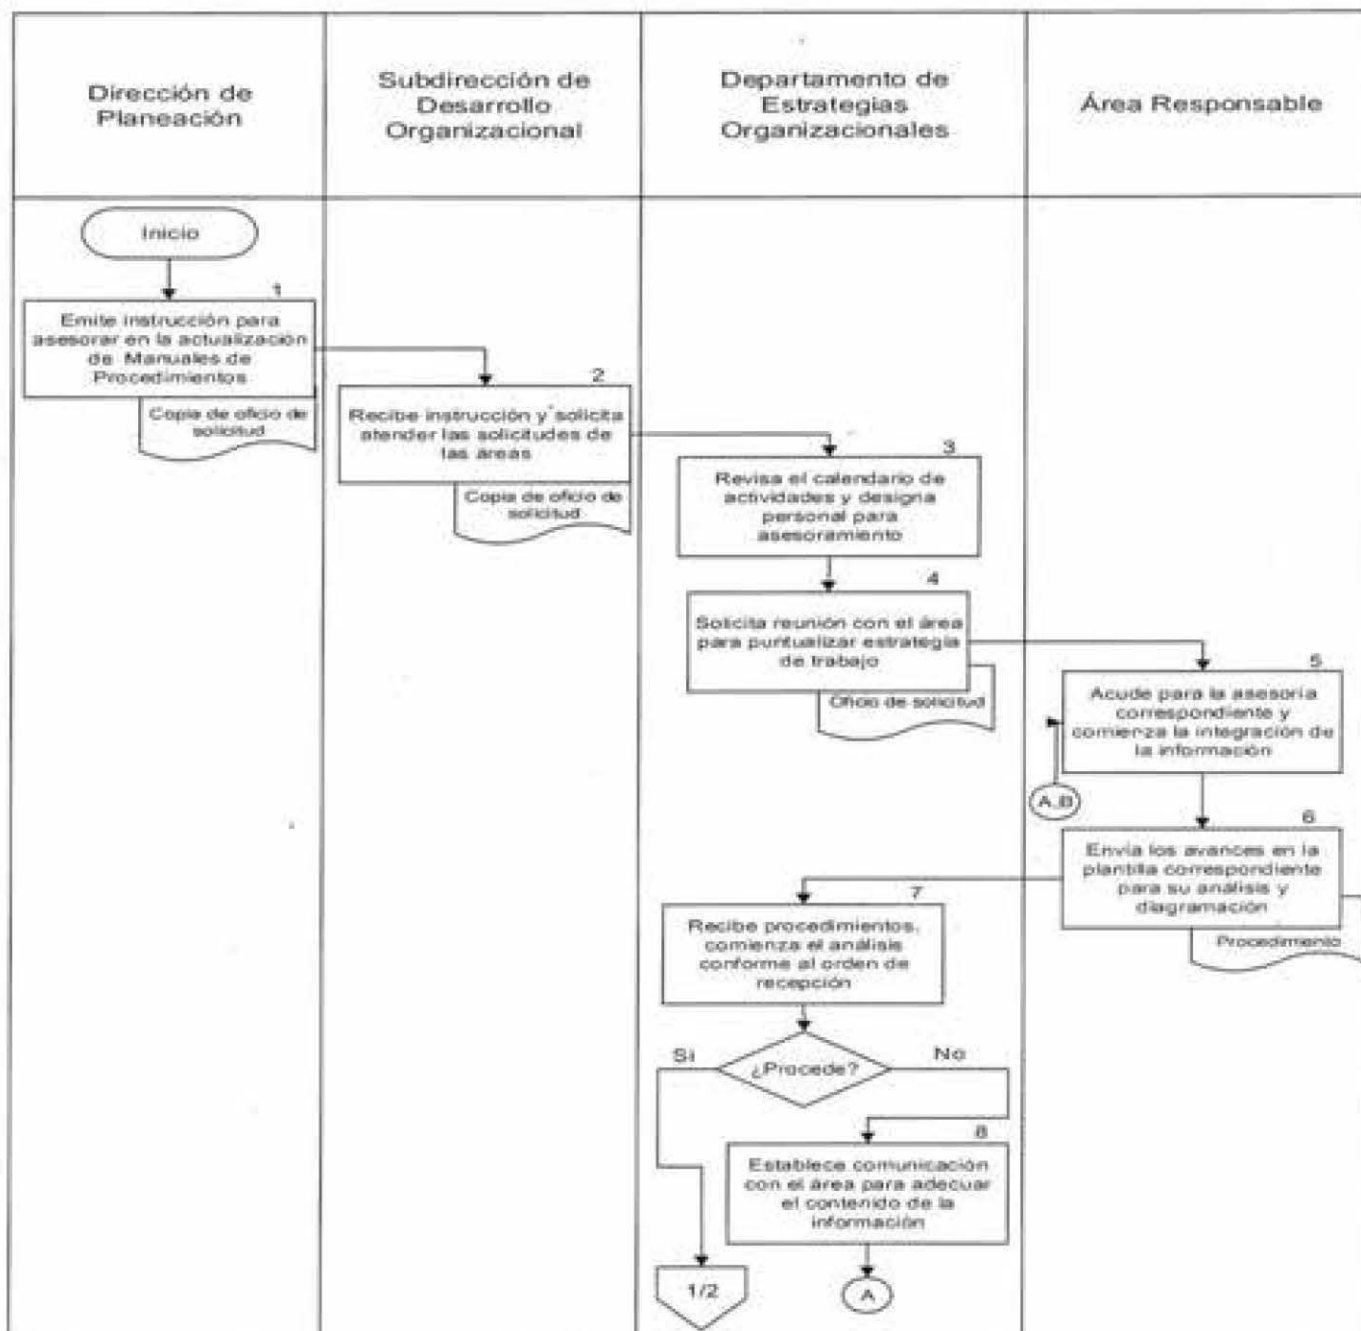 Dirección de
Planeación
Subdirección de
Desarrollo
Organizacional
Departamento de
Estrategias
Organizacionales
Área Responsable
Inicio
1
Emite instrucción para
asesorar en la actualización
de Manuales de
Procedimientos
Copia de oficio de
solicitud
2
Recibe instrucción y solicita
atender las solicitudes de
las áreas
Copia de oficio de
solicitud
3
Revisa el calendario de
actividades y designa
personal para
asesoramiento
4
Solicita reunión con el área
para puntualizar estrategia
de trabajo
Oficio de solicitud
5
Acude para la asesoría
correspondiente y
comienza la integración de
la información
A,B
6
Envía los avances en la
plantilla correspondiente
para su análisis y
diagramación
Procedimiento
7
Recibe procedimientos,
comienza el análisis
conforme al orden de
recepción
¿Procede?
Si
No
8
Establece comunicación
con el área para adecuar
el contenido de la
información
1/2
A